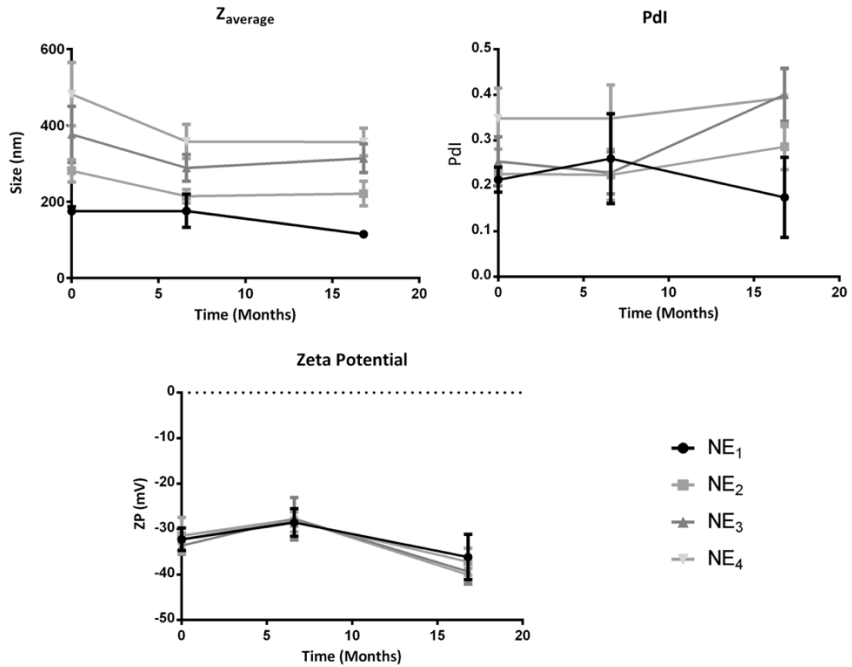 Z average
600
400
200
0
Size (nm)
0 5 10 15 20
Time (Months)
PdI
0.5
0.4
0.3
0.2
0.1
0.0
PdI
0 5 10 15 20
Time (Months)
Zeta Potential
0
-10
-20
-30
-40
-50
ZP (mV)
0 5 10 15 20
Time (Months)
NE1
NE2
NE3
NE4